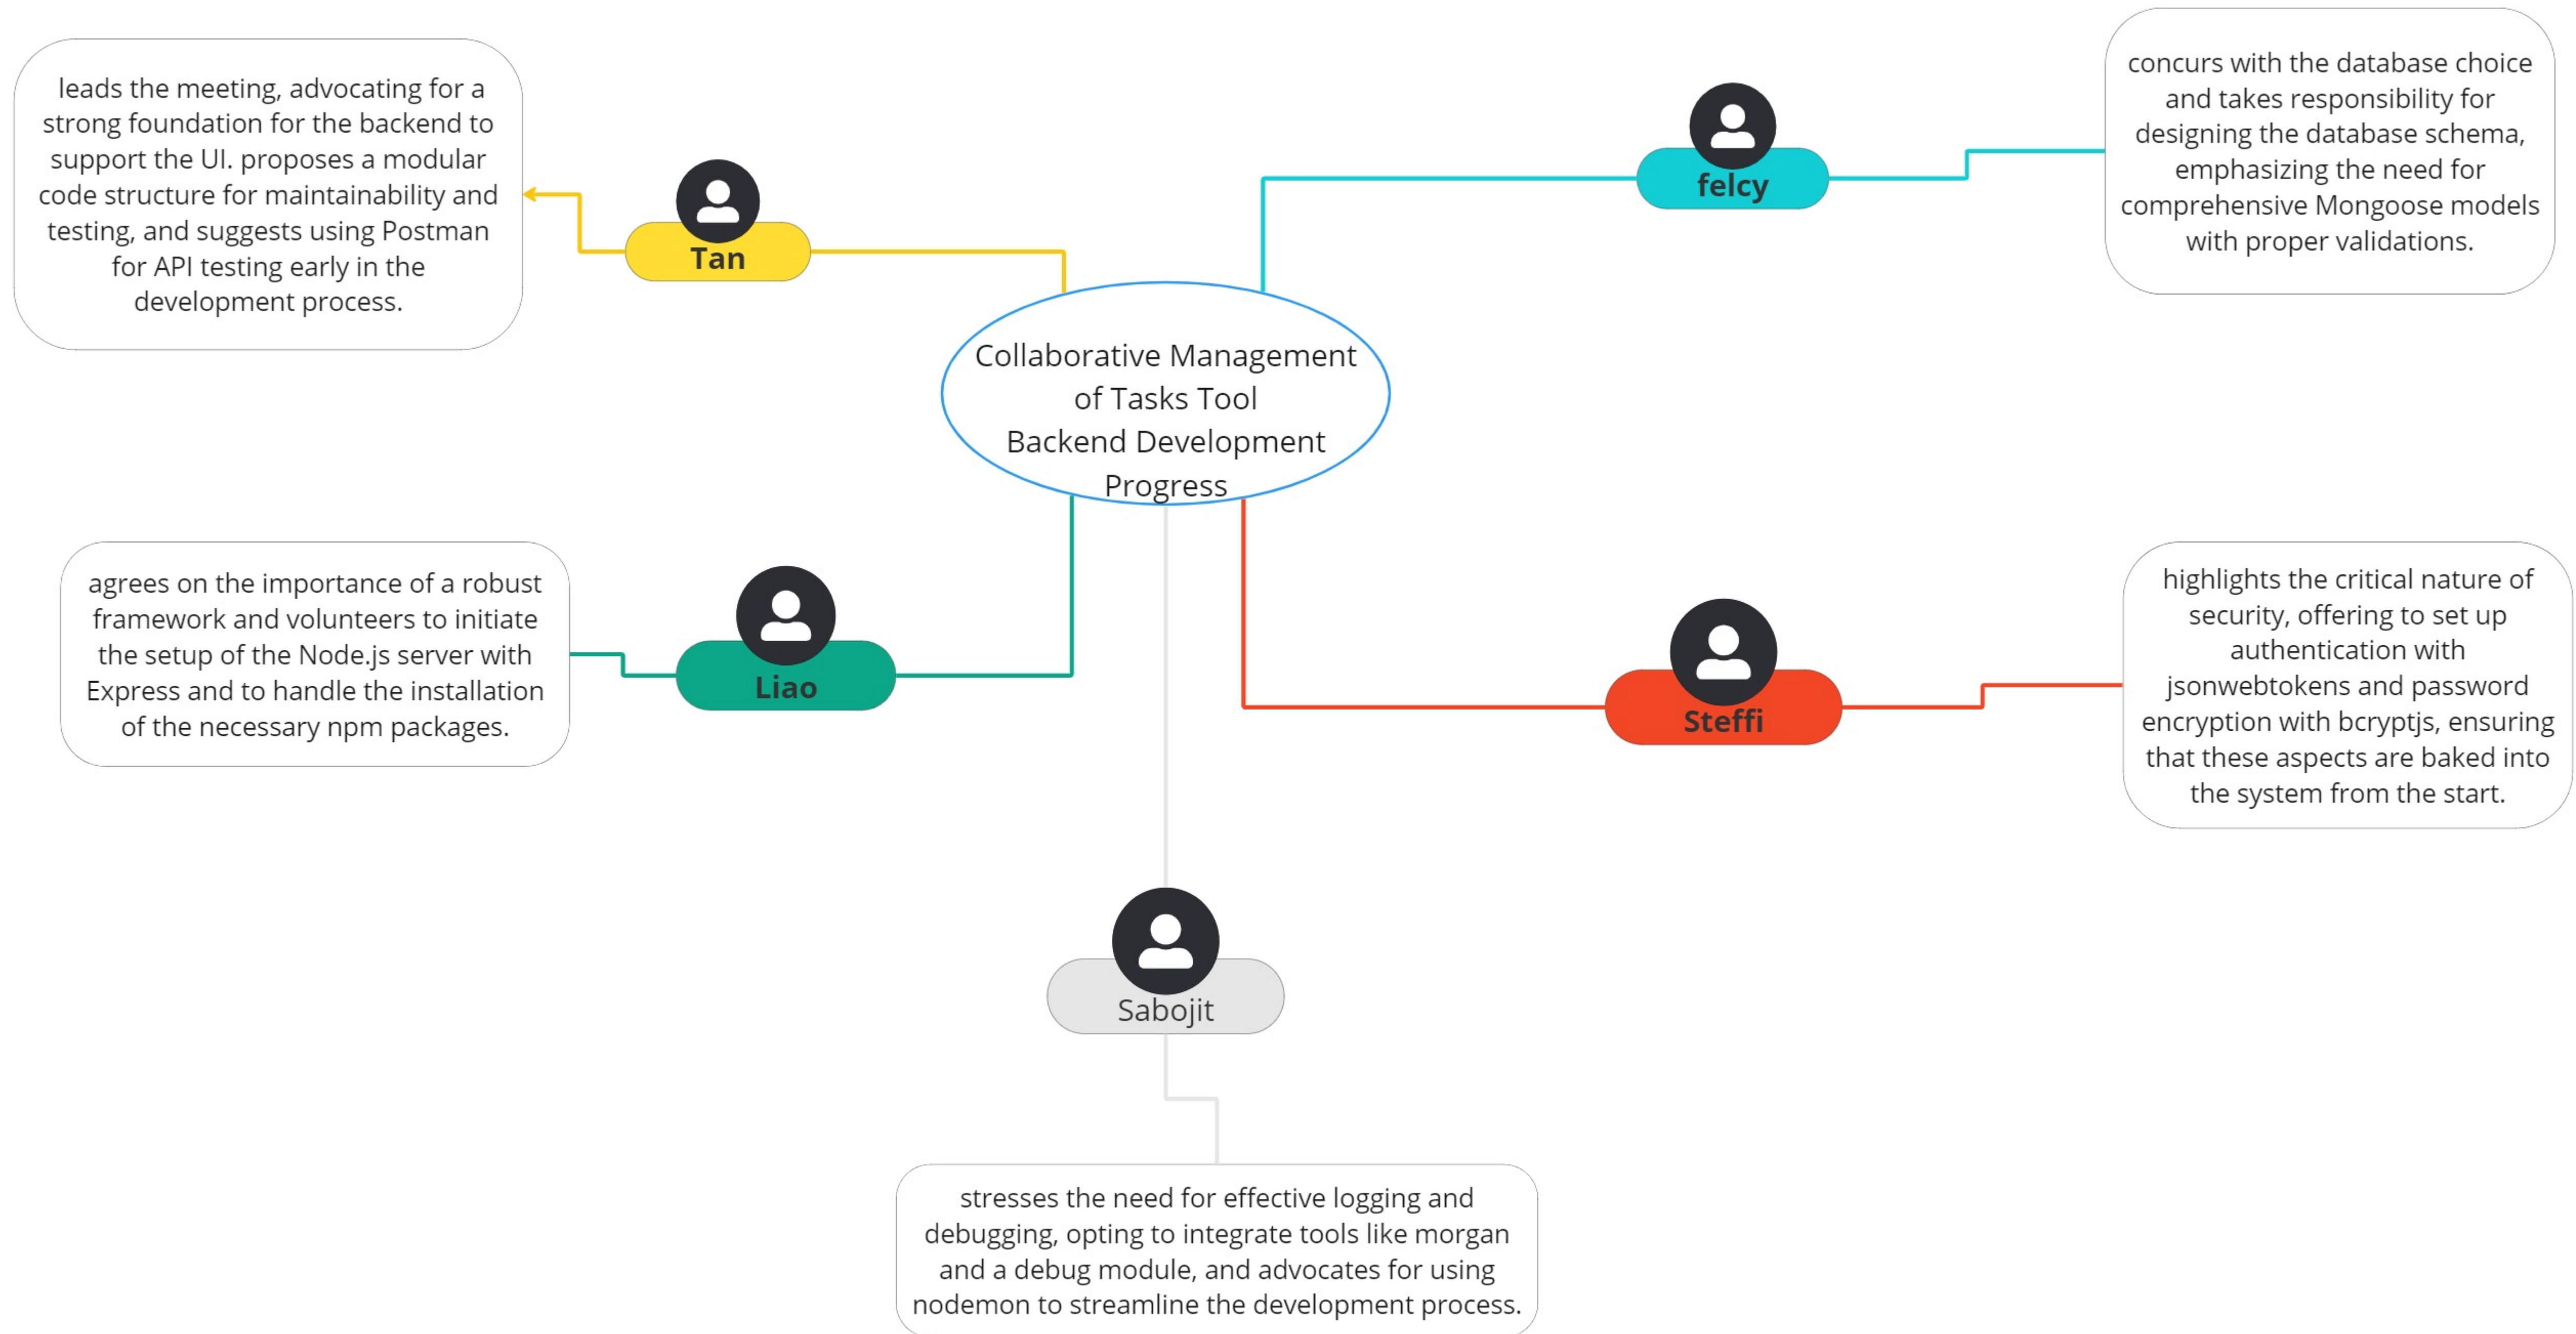 leads the meeting, advocating for a
strong foundation for the backend to
support the UI. proposes a modular
code structure for maintainability and
testing, and suggests using Postman
for API testing early in the
development process.
Tan
felcy
concurs with the database choice
and takes responsibility for
designing the database schema,
emphasizing the need for
comprehensive Mongoose models
with proper validations.
Collaborative Management
of Tasks Tool
Backend Development
Progress
agrees on the importance of a robust
framework and volunteers to initiate
the setup of the Node.js server with
Express and to handle the installation
of the necessary npm packages.
Liao
Steffi
highlights the critical nature of
security, offering to set up
authentication with
jsonwebtokens and password
encryption with bcryptjs, ensuring
that these aspects are baked into
the system from the start.
Sabojit
stresses the need for effective logging and
debugging, opting to integrate tools like morgan
and a debug module, and advocates for using
nodemon to streamline the development process.